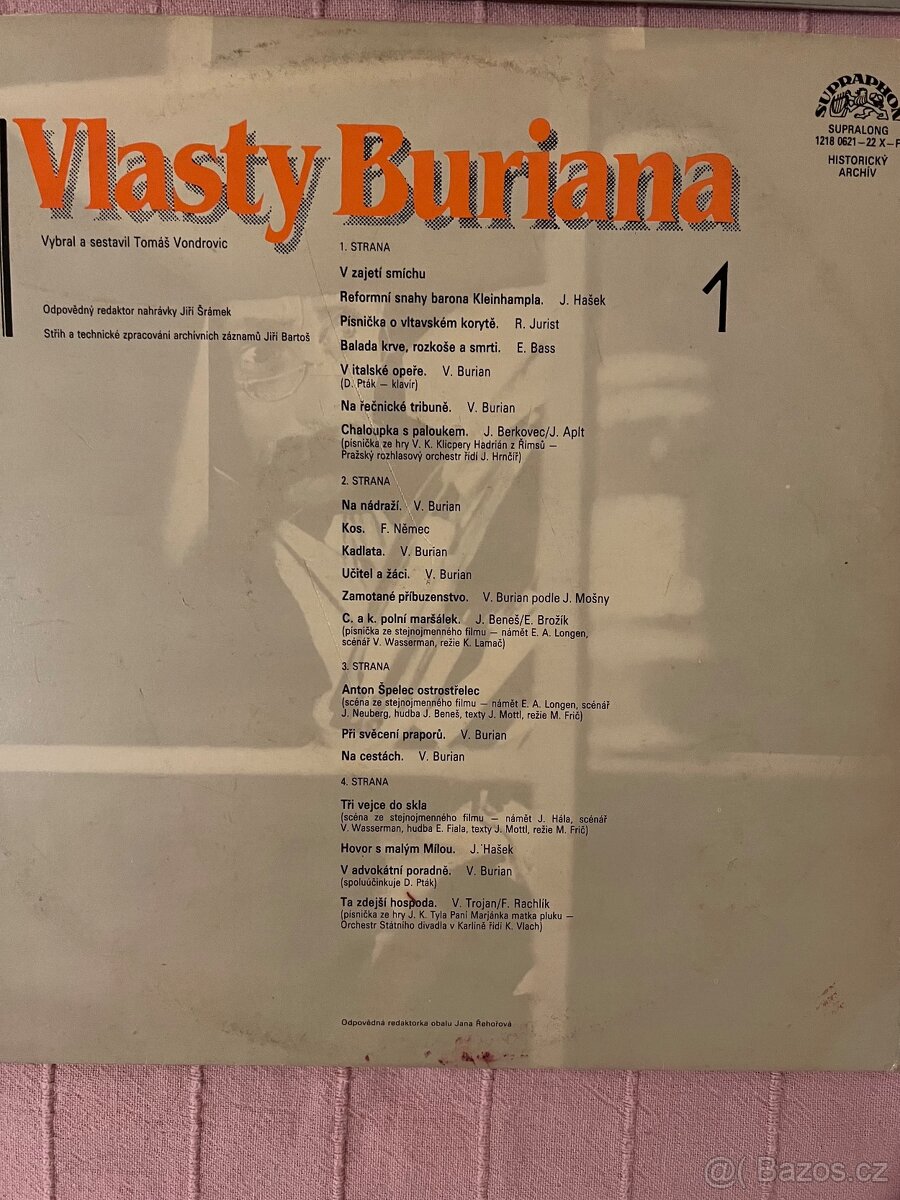 SUPRAPHON
SUPRALONG
1218 0621–22 X–F
HISTORICKÝ
ARCHÍV
Vlasty Buriana
Vybral a sestavil Tomáš Vondrovic
Odpovědný redaktor nahrávky Jiří Šrámek
Střih a technické zpracování archívních záznamů Jiří Bartoš
1
1. STRANA
V zajetí smíchu
Reformní snahy barona Kleinhampla. J. Hašek
Písnička o vltavském korytě. R. Jurist
Balada krve, rozkoše a smrti. E. Bass
V italské opeře. V. Burian
(D. Pták — klavír)
Na řečnické tribuně. V. Burian
Chaloupka s paloukem. J. Berkovec/J. Aplt
(písnička ze hry V. K. Klicpery Hadrián z Římsů —
Pražský rozhlasový orchestr řídí J. Hrnčíř)
2. STRANA
Na nádraží. V. Burian
Kos. F. Němec
Kadlata. V. Burian
Učitel a žáci. V. Burian
Zamotané příbuzenstvo. V. Burian podle J. Mošny
C. a k. polní maršálek. J. Beneš/E. Brožík
(písnička ze stejnojmenného filmu — námět E. A. Longen,
scénář V. Wasserman, režie K. Lamač)
3. STRANA
Anton Špelec ostrostřelec
(scéna ze stejnojmenného filmu — námět E. A. Longen, scénář
J. Neuberg, hudba J. Beneš, texty J. Mottl, režie M. Frič)
Při svěcení praporů. V. Burian
Na cestách. V. Burian
4. STRANA
Tři vejce do skla
(scéna ze stejnojmenného filmu — námět J. Hála, scénář
V. Wasserman, hudba E. Fiala, texty J. Mottl, režie M. Frič)
Hovor s malým Mílou. J. Hašek
V advokátní poradně. V. Burian
(spoluúčinkuje D. Pták)
Ta zdejší hospoda. V. Trojan/F. Rachlík
(písnička ze hry J. K. Tyla Paní Marjánka matka pluku —
Orchestr Státního divadla v Karlíně řídí K. Vlach)
Odpovědná redaktorka obalu Jana Řehořová
Bazos.cz